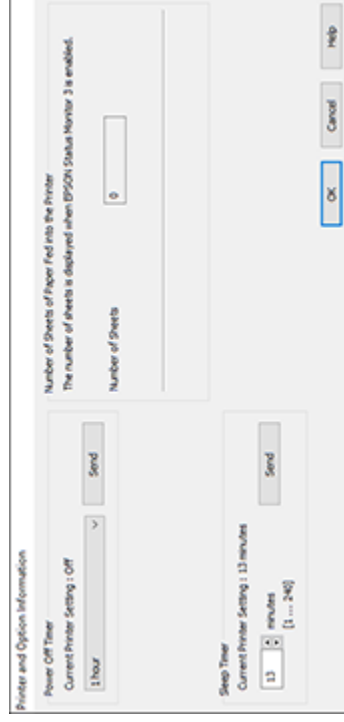 Printer and Option Information
Power Off Timer
Current Printer Setting : Off
1 hour
Send
Number of Sheets of Paper Fed into the Printer
The number of sheets is displayed when EPSON Status Monitor 3 is enabled.
Number of Sheets
0
Sleep Timer
Current Printer Setting : 13 minutes
13
minutes
[1 ... 240]
Send
OK
Cancel
Help